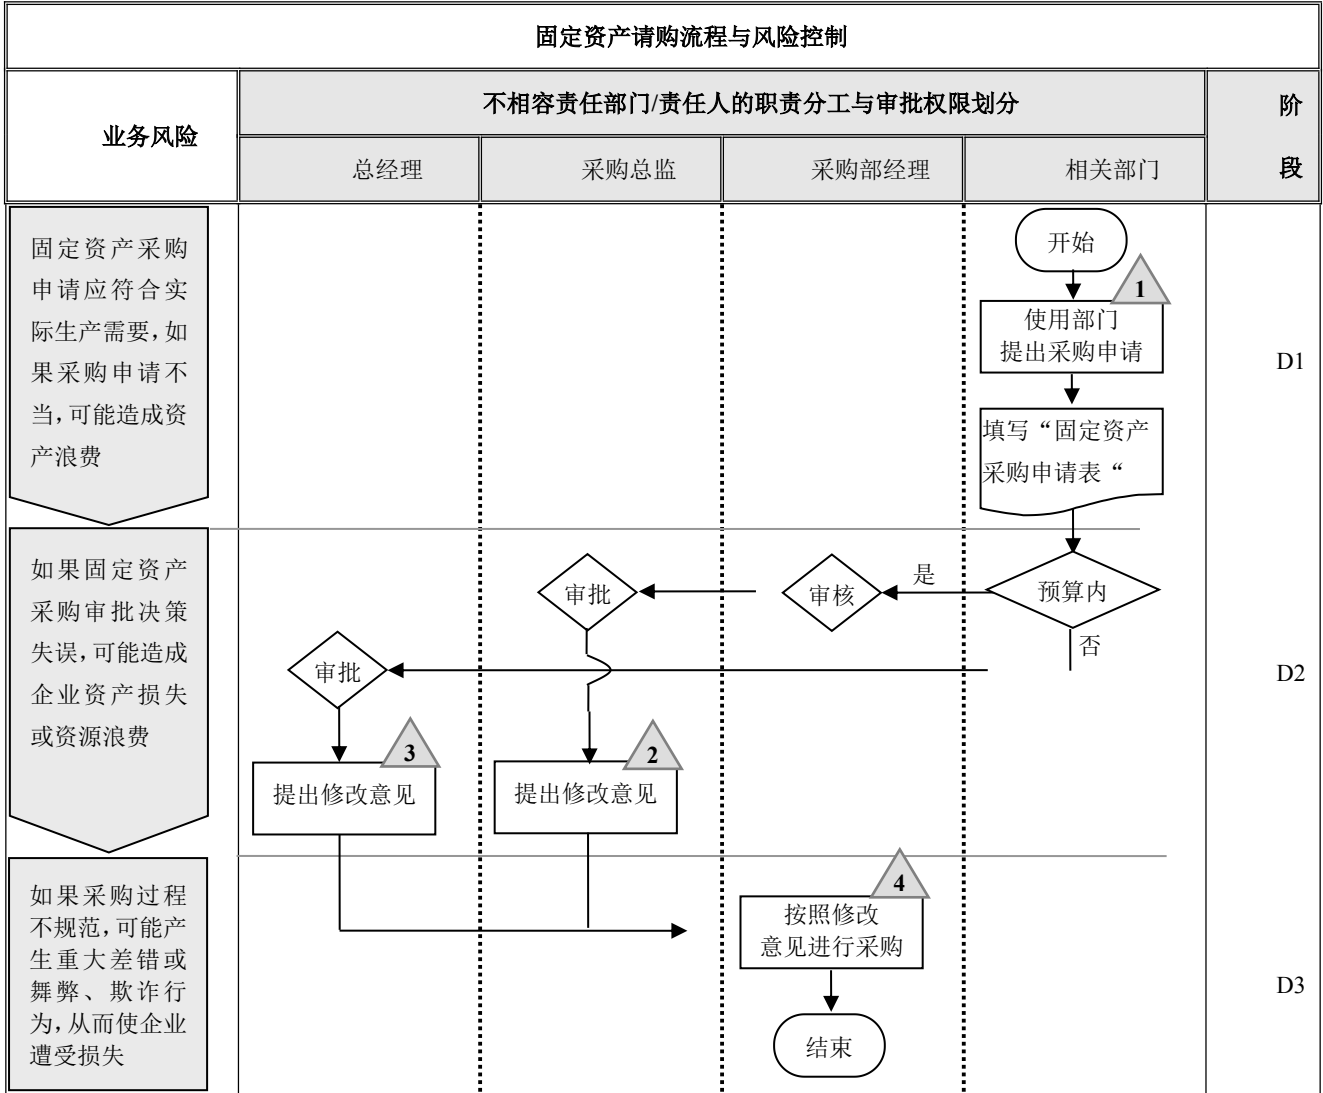 固定资产请购流程与风险控制
业务风险
不相容责任部门/责任人的职责分工与审批权限划分
阶
段
总经理
采购总监
采购部经理
相关部门
固定资产采购
申请应符合实
际生产需要，如
果采购申请不
当，可能造成资
产浪费
开始
1
使用部门
提出采购申请
填写“固定资产
采购申请表“
D1
如果固定资产
采购审批决策
失误，可能造成
企业资产损失
或资源浪费
审批
审核
是
预算内
否
审批
3
提出修改意见
2
提出修改意见
D2
如果采购过程
不规范，可能产
生重大差错或
舞弊、欺诈行
为，从而使企业
遭受损失
4
按照修改
意见进行采购
结束
D3